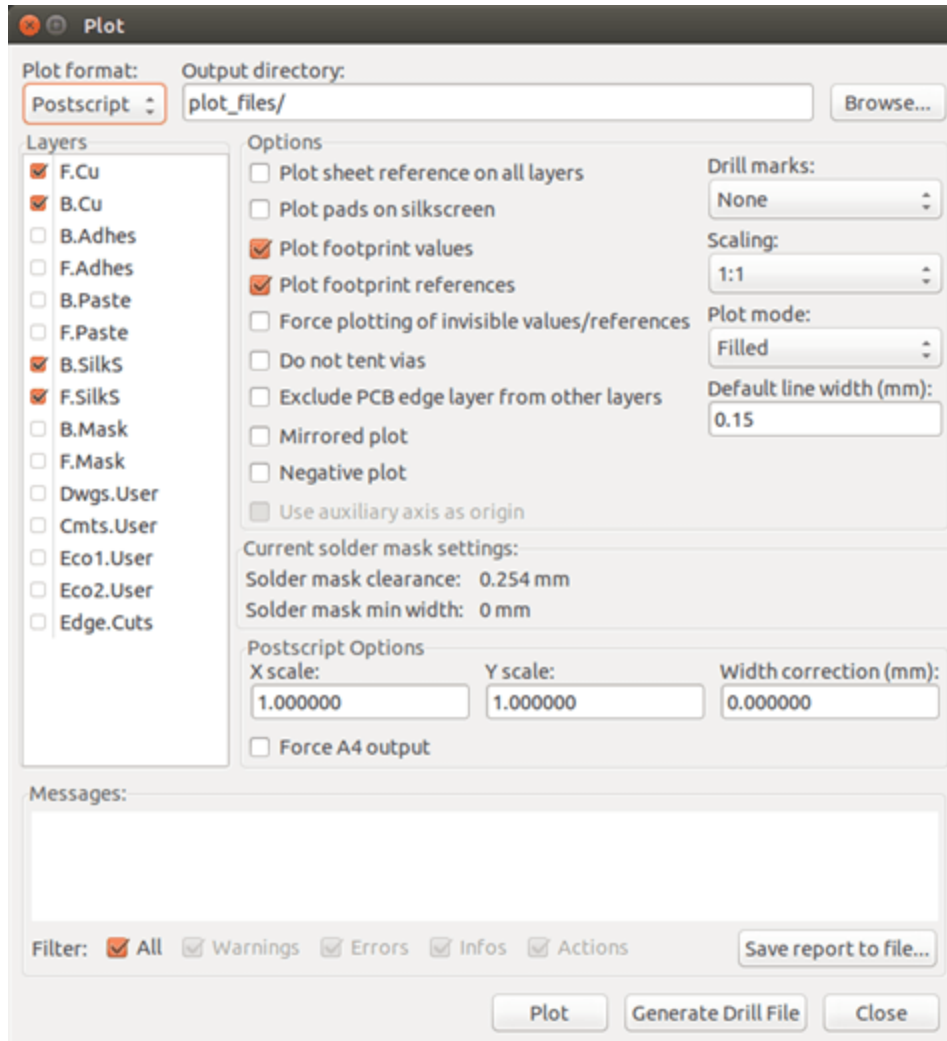 Plot
Plot format:
Output directory:
Postscript
plot_files/
Browse...
Layers
F.Cu
B.Cu
B.Adhes
F.Adhes
B.Paste
F.Paste
B.SilkS
F.SilkS
B.Mask
F.Mask
Dwgs.User
Cmts.User
Eco1.User
Eco2.User
Edge.Cuts
Options
Plot sheet reference on all layers
Plot pads on silkscreen
Plot footprint values
Plot footprint references
Force plotting of invisible values/references
Do not tent vias
Exclude PCB edge layer from other layers
Mirrored plot
Negative plot
Use auxiliary axis as origin
Drill marks:
None
Scaling:
1:1
Plot mode:
Filled
Default line width (mm):
0.15
Current solder mask settings:
Solder mask clearance: 0.254 mm
Solder mask min width: 0 mm
Postscript Options
X scale:
Y scale:
Width correction (mm):
1.000000
1.000000
0.000000
Force A4 output
Messages:
Filter: All Warnings Errors Infos Actions
Save report to file...
Plot
Generate Drill File
Close